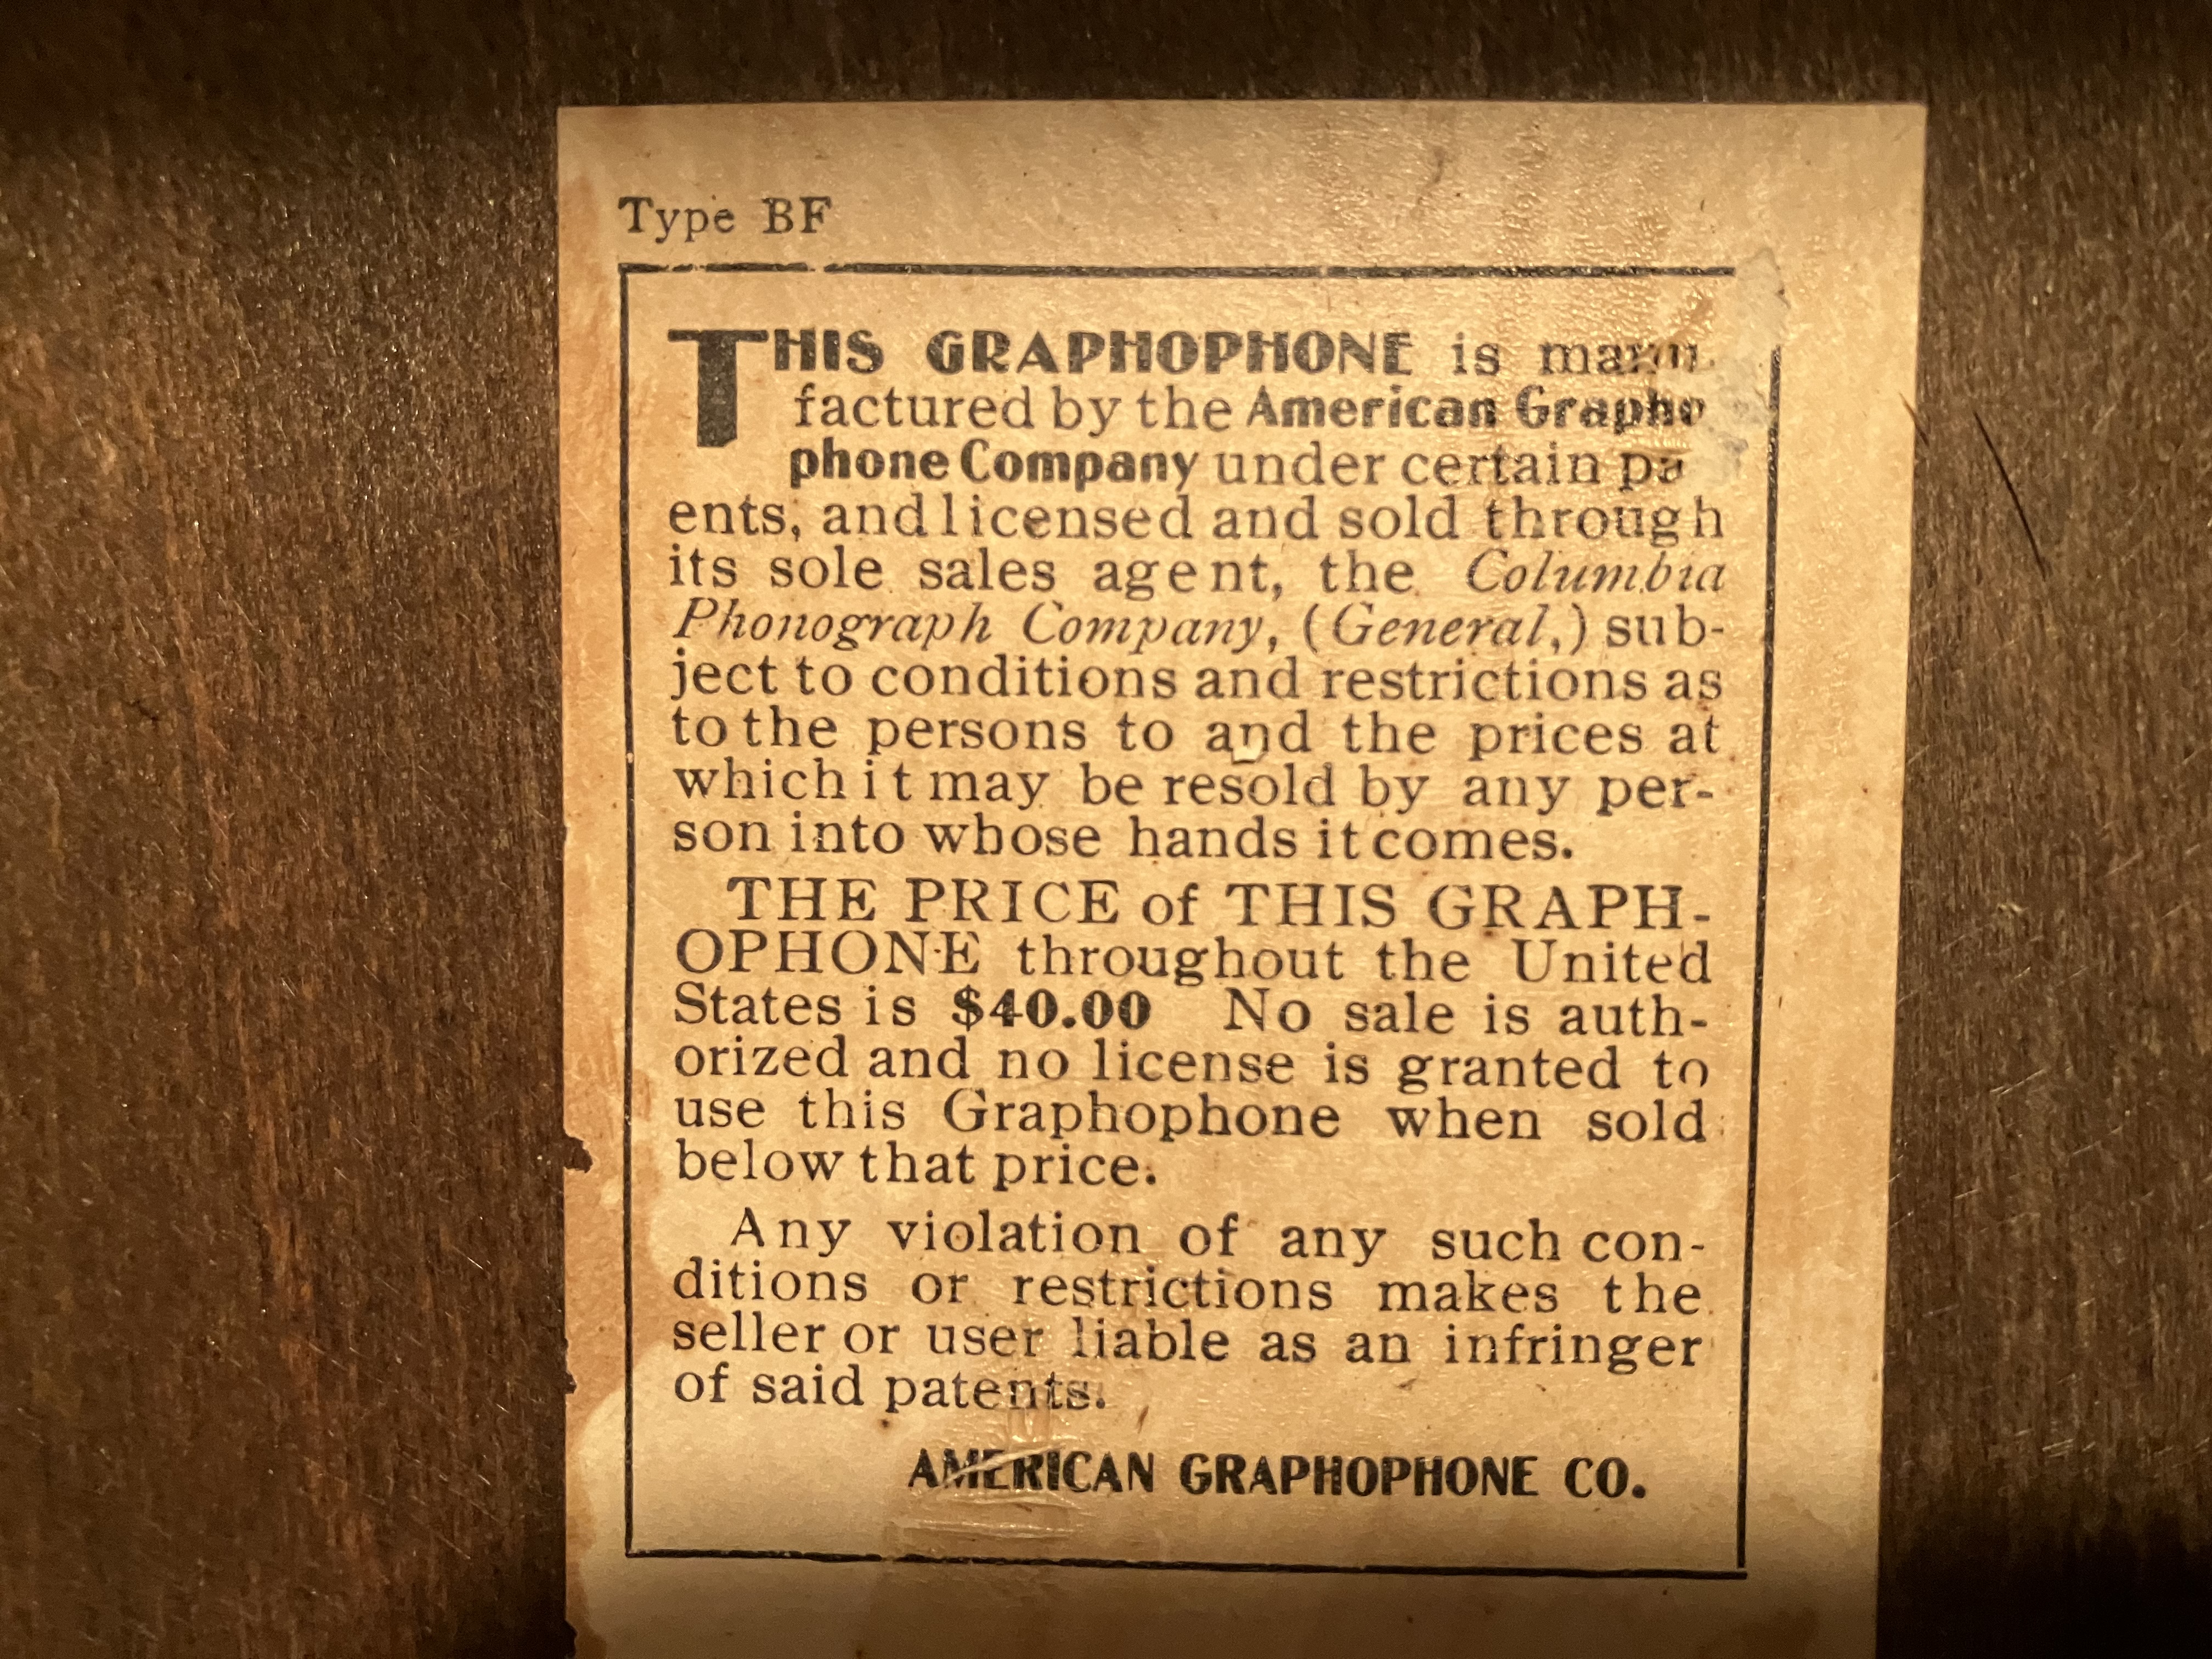 Type BF
THIS GRAPHOPHONE is manu
factured by the American Grapho
phone Company under certain pa
ents, and licensed and sold through
its sole sales agent, the Columbia
Phonograph Company, (General,) sub-
ject to conditions and restrictions as
to the persons to and the prices at
which it may be resold by any per-
son into whose hands it comes.
THE PRICE of THIS GRAPH-
OPHONE throughout the United
States is $40.00 No sale is auth-
orized and no license is granted to
use this Graphophone when sold
below that price.
Any violation of any such con-
ditions or restrictions makes the
seller or user liable as an infringer
of said patents.
AMERICAN GRAPHOPHONE CO.